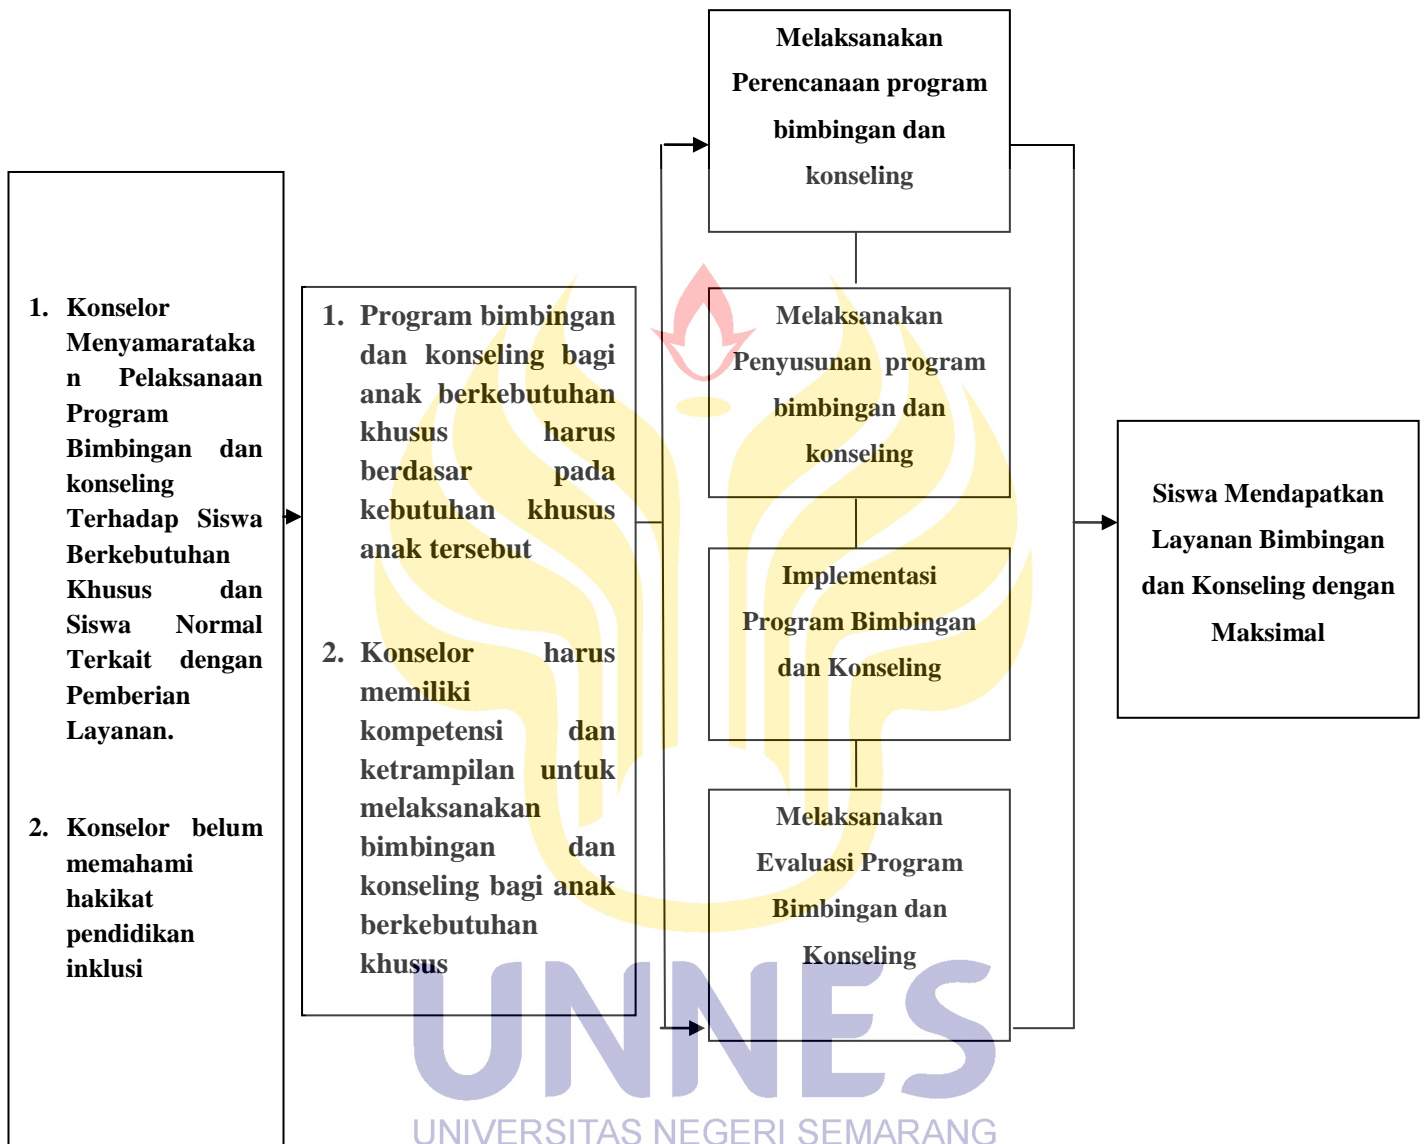 1. Konselor
Menyamarataka
n Pelaksanaan
Program
Bimbingan dan
konseling
Terhadap Siswa
Berkebutuhan
Khusus dan
Siswa Normal
Terkait dengan
Pemberian
Layanan.
2. Konselor belum
memahami
hakikat
pendidikan
inklusi
1. Program bimbingan
dan konseling bagi
anak berkebutuhan
khusus harus
berdasar pada
kebutuhan khusus
anak tersebut
2. Konselor harus
memiliki
kompetensi dan
ketrampilan untuk
melaksanakan
bimbingan dan
konseling bagi anak
berkebutuhan
khusus
Melaksanakan
Perencanaan program
bimbingan dan
konseling
Melaksanakan
Penyusunan program
bimbingan dan
konseling
Implementasi
Program Bimbingan
dan Konseling
Melaksanakan
Evaluasi Program
Bimbingan dan
Konseling
Siswa Mendapatkan
Layanan Bimbingan
dan Konseling dengan
Maksimal
UNNES
UNIVERSITAS NEGERI SEMARANG